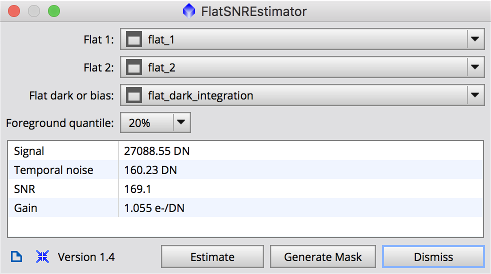 FlatSNREstimator
Flat 1: flat_1
Flat 2: flat_2
Flat dark or bias: flat_dark_integration
Foreground quantile: 20%
Signal 27088.55 DN
Temporal noise 160.23 DN
SNR 169.1
Gain 1.055 e-/DN
Version 1.4 Estimate Generate Mask Dismiss